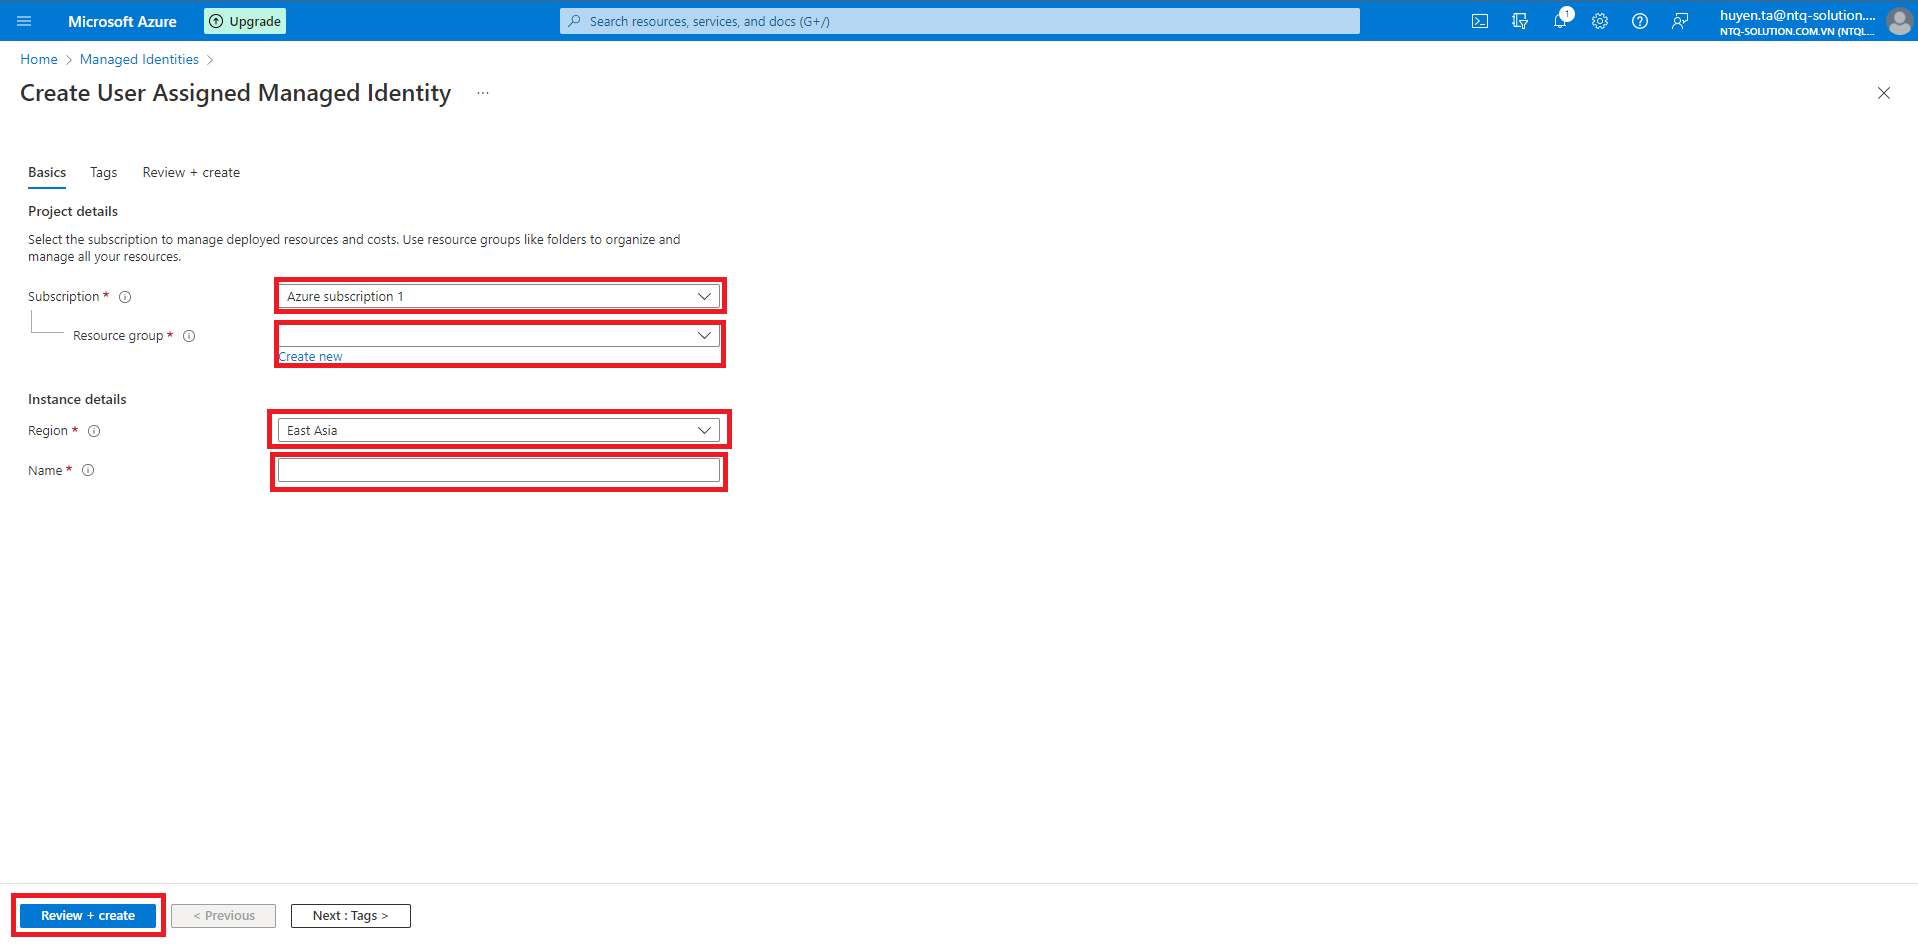 Microsoft Azure
Upgrade
Search resources, services, and docs (G+/)
1
huyen.ta@ntq-solution....
NTQ-SOLUTION.COM.VN (NTQL...
Home > Managed Identities >
Create User Assigned Managed Identity ...
Basics Tags Review + create
Project details
Select the subscription to manage deployed resources and costs. Use resource groups like folders to organize and
manage all your resources.
Subscription * Azure subscription 1
Resource group *
Create new
Instance details
Region * East Asia
Name *
Review + create < Previous Next : Tags >